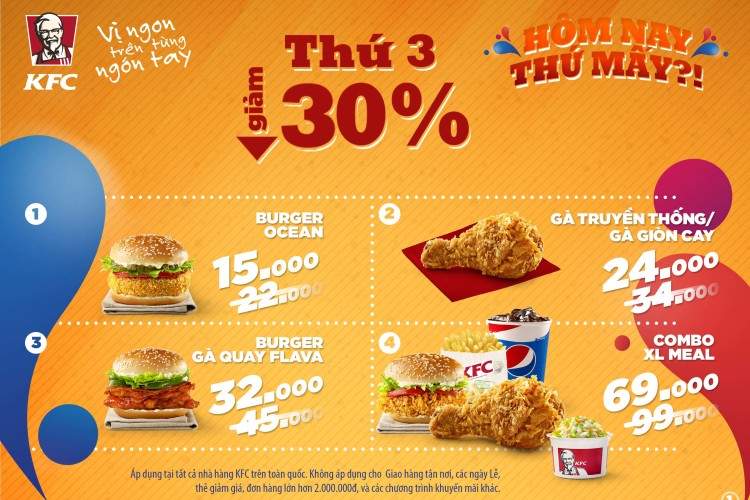 KFC
Vị ngon
trên từng
ngón tay
giảm
Thứ 3
30%
HÔM NAY
THỨ MẤY?!
1
BURGER
OCEAN
15.000
22.000
2
GÀ TRUYỀN THỐNG/
GÀ GIÒN CAY
24.000
34.000
3
BURGER
GÀ QUAY FLAVA
32.000
45.000
4
COMBO
XL MEAL
69.000
99.000
KFC
Áp dụng tại tất cả nhà hàng KFC trên toàn quốc. Không áp dụng cho Giao hàng tận nơi, các ngày Lễ,
thẻ giảm giá, đơn hàng lớn hơn 2.000.000đ, và các chương trình khuyến mãi khác.